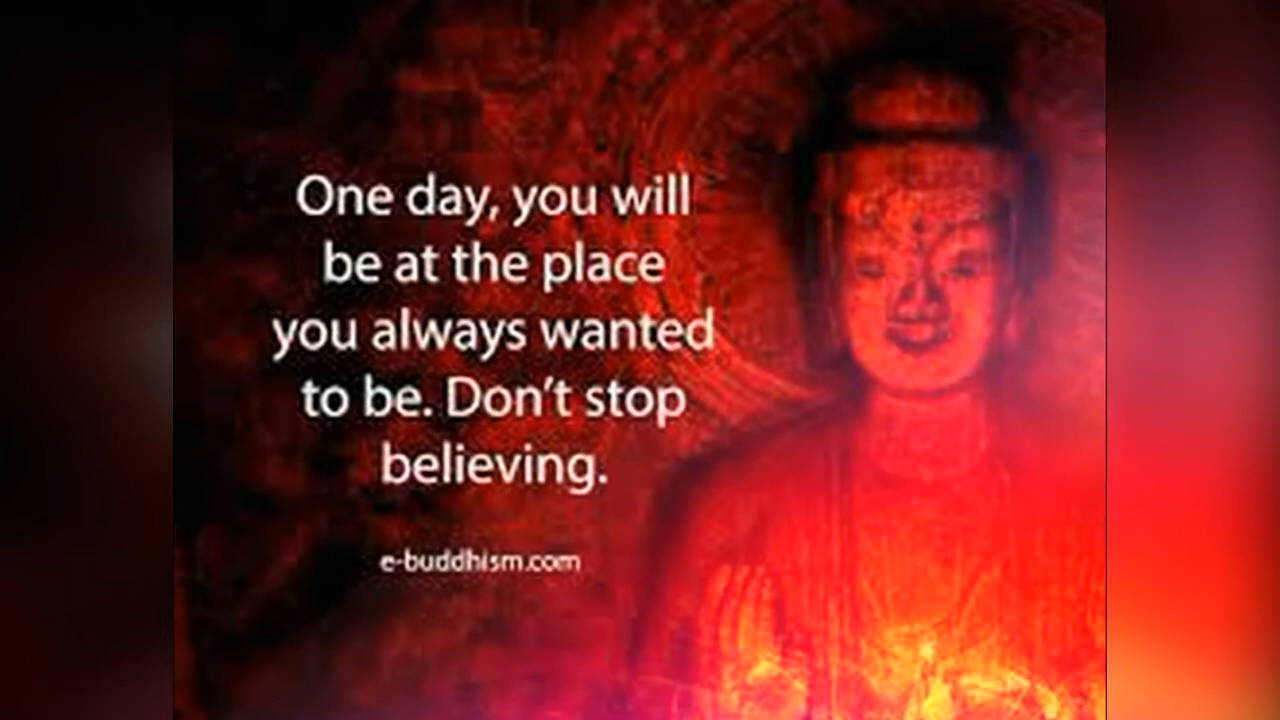 One day, you will
be at the place
you always wanted
to be. Don’t stop
believing.
e-buddhism.com